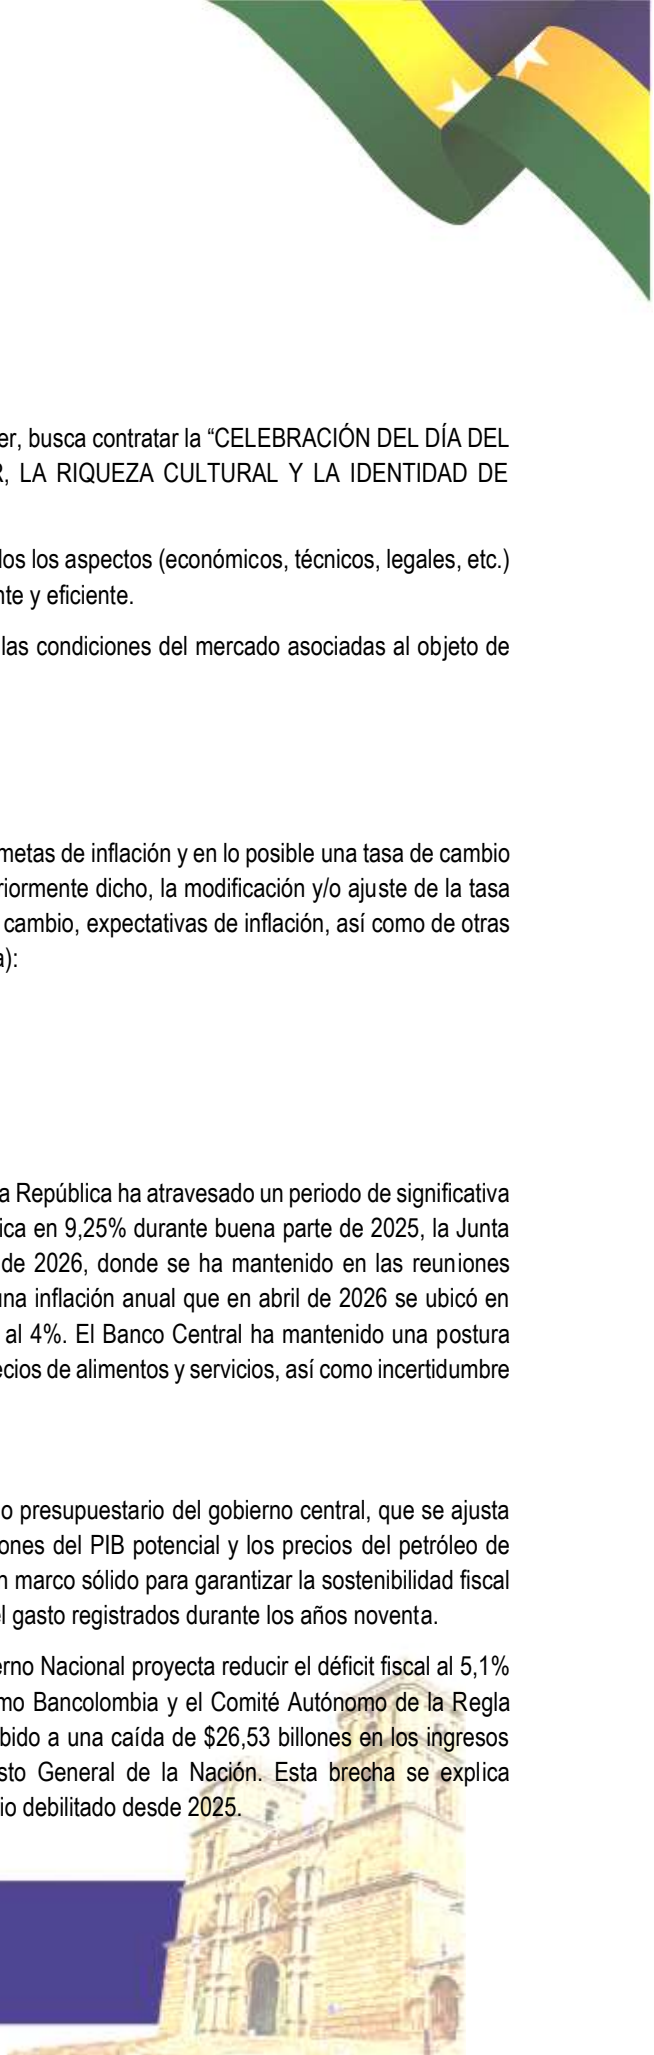 busca contratar la “CELEBRACIÓN DEL DÍA DEL
LA RIQUEZA CULTURAL Y LA IDENTIDAD DE
los aspectos (económicos, técnicos, legales, etc.)
y eficiente.
las condiciones del mercado asociadas al objeto de
metas de inflación y en lo posible una tasa de cambio
dicho, la modificación y/o ajuste de la tasa
cambio, expectativas de inflación, así como de otras
a):
a República ha atravesado un periodo de significativa
ica en 9,25% durante buena parte de 2025, la Junta
de 2026, donde se ha mantenido en las reuniones
una inflación anual que en abril de 2026 se ubicó en
al 4%. El Banco Central ha mantenido una postura
ecios de alimentos y servicios, así como incertidumbre
o presupuestario del gobierno central, que se ajusta
ones del PIB potencial y los precios del petróleo de
n marco sólido para garantizar la sostenibilidad fiscal
el gasto registrados durante los años noventa.
erno Nacional proyecta reducir el déficit fiscal al 5,1%
mo Bancolombia y el Comité Autónomo de la Regla
bido a una caída de $26,53 billones en los ingresos
sto General de la Nación. Esta brecha se explica
io debilitado desde 2025.